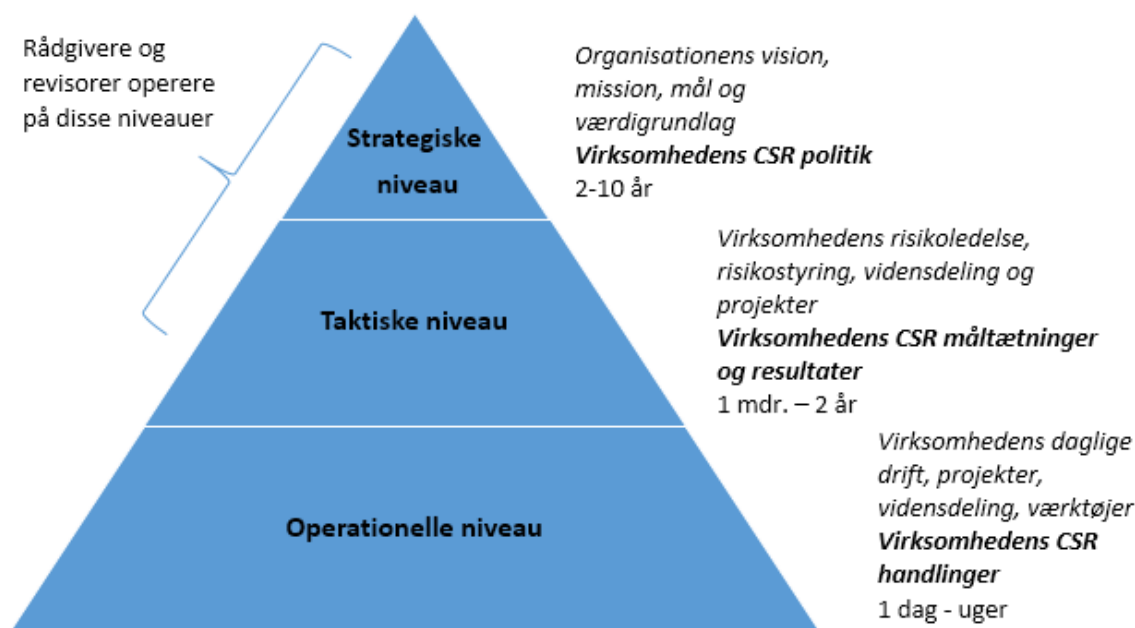 Rådgivere og
revisorer operere
på disse niveauer
Organisationens vision,
mission, mål og
værdigrundlag
Virksomhedens CSR politik
2-10 år
Strategiske
niveau
Virksomhedens risikoledelse,
risikostyring, vidensdeling og
projekter
Virksomhedens CSR måltætninger
og resultater
1 mdr. – 2 år
Taktiske niveau
Virksomhedens daglige
drift, projekter,
vidensdeling, værktøjer
Virksomhedens CSR
handlinger
1 dag - uger
Operationelle niveau